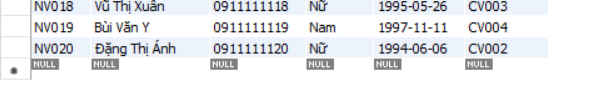 NV018 Vũ Thị Xuân 0911111118 Nữ 1995-05-26 CV003
NV019 Bùi Văn Y 0911111119 Nam 1997-11-11 CV004
NV020 Đặng Thị Ánh 0911111120 Nữ 1994-06-06 CV002
NULL NULL NULL NULL NULL NULL